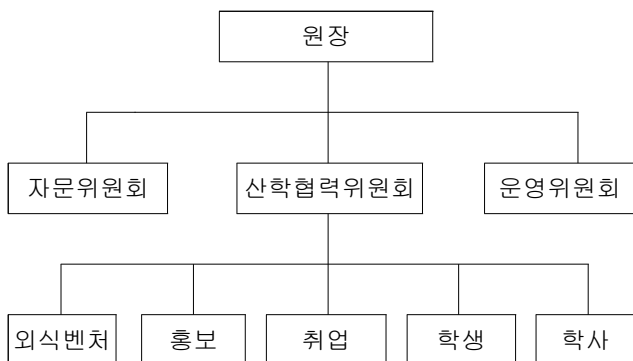 원장
자문위원회
산학협력위원회
운영위원회
외식벤처
홍보
취업
학생
학사